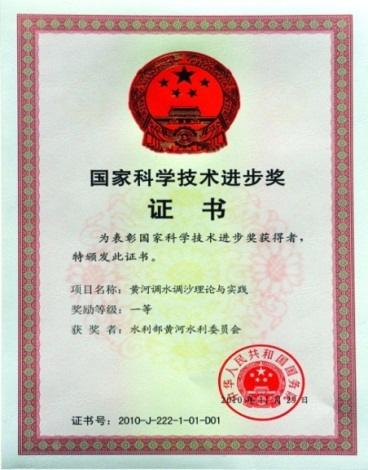 国家科学技术进步奖
证书
为表彰国家科学技术进步奖获得者，
特颁发此证书。
项目名称：黄河调水调沙理论与实践
奖励等级：一等
获奖者：水利部黄河水利委员会
中华人民共和国国务院
证书号：2010-J-222-1-01-D01